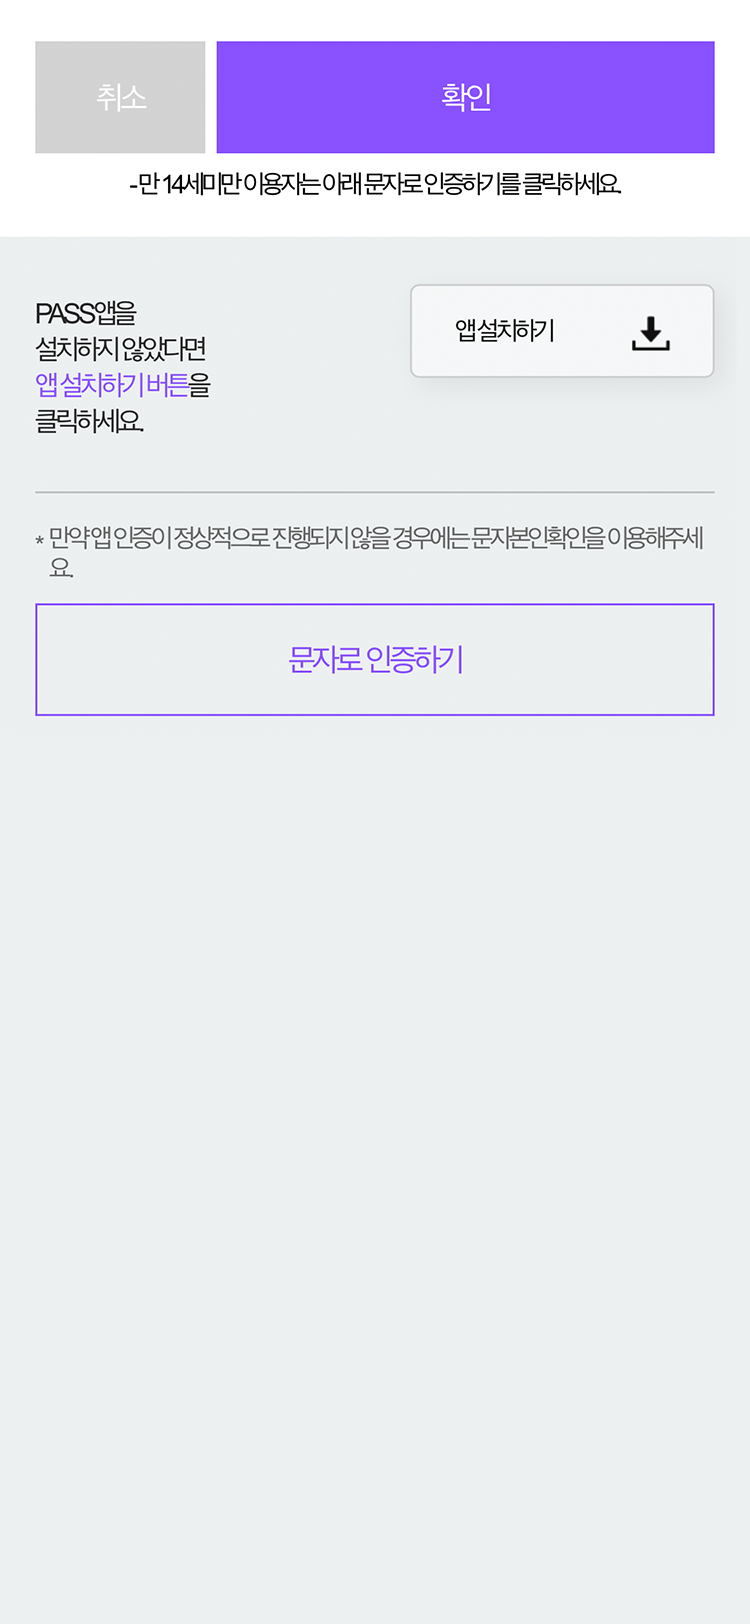 취소
확인
-만 14세미만 이용자는 아래 문자로 인증하기를 클릭하세요.
PASS앱을
설치하지 않았다면
앱 설치하기 버튼을
클릭하세요.
앱 설치하기
* 만약 앱 인증이 정상적으로 진행되지 않을 경우에는 문자본인확인을 이용해주세
요.
문자로 인증하기